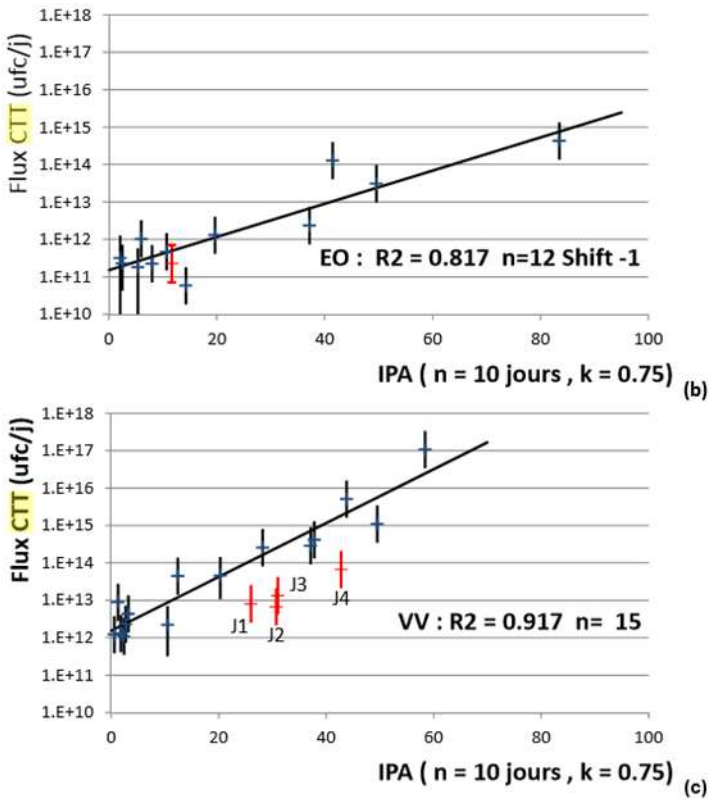 Flux CTT (ufc/j)
1.E+18
1.E+17
1.E+16
1.E+15
1.E+14
1.E+13
1.E+12
1.E+11
1.E+10
EO : R2 = 0.817 n=12 Shift -1
0 20 40 60 80 100
IPA ( n = 10 jours , k = 0.75) (b)
Flux CTT (ufc/j)
1.E+18
1.E+17
1.E+16
1.E+15
1.E+14
1.E+13
1.E+12
1.E+11
1.E+10
J1
J2
J3
J4
VV : R2 = 0.917 n= 15
0 20 40 60 80 100
IPA ( n = 10 jours , k = 0.75) (c)